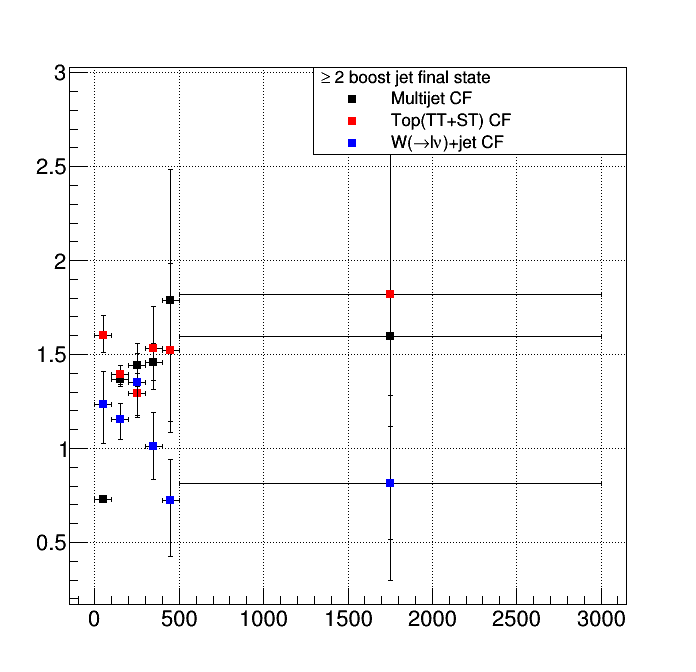 ≥ 2 boost jet final state
Multijet CF
Top(TT+ST) CF
W(→lν)+jet CF
3
2.5
2
1.5
1
0.5
0 500 1000 1500 2000 2500 3000